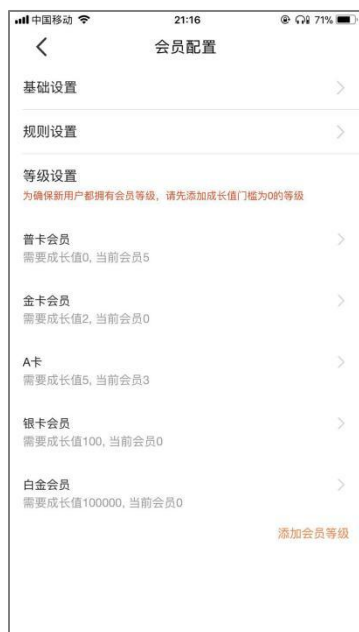 中国移动 21:16 71%
会员配置
基础设置
规则设置
等级设置
为确保新用户都拥有会员等级，请先添加成长值门槛为0的等级
普卡会员
需要成长值0, 当前会员5
金卡会员
需要成长值2, 当前会员0
A卡
需要成长值5, 当前会员3
银卡会员
需要成长值100, 当前会员0
白金会员
需要成长值100000, 当前会员0
添加会员等级